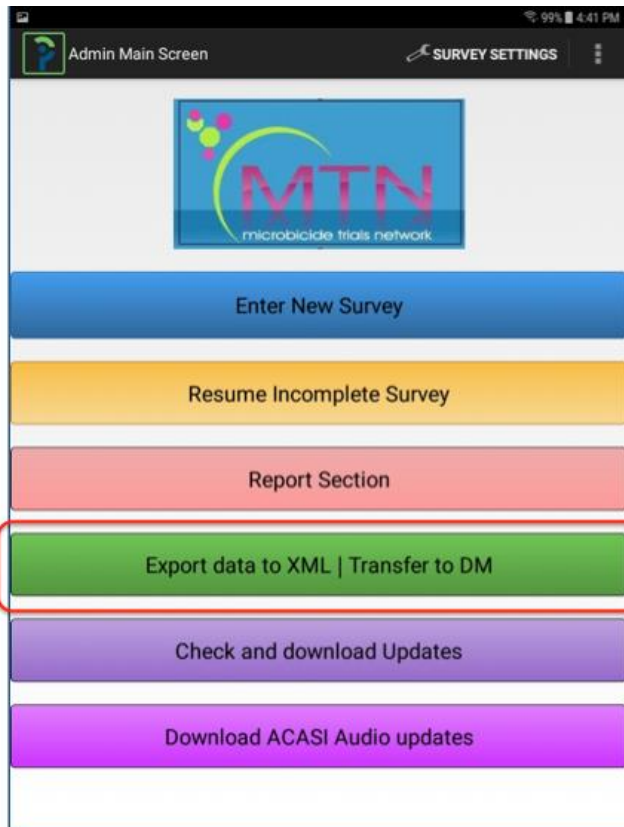 99% 4:41 PM
Admin Main Screen
SURVEY SETTINGS
MTN
microbicide trials network
Enter New Survey
Resume Incomplete Survey
Report Section
Export data to XML | Transfer to DM
Check and download Updates
Download ACASI Audio updates